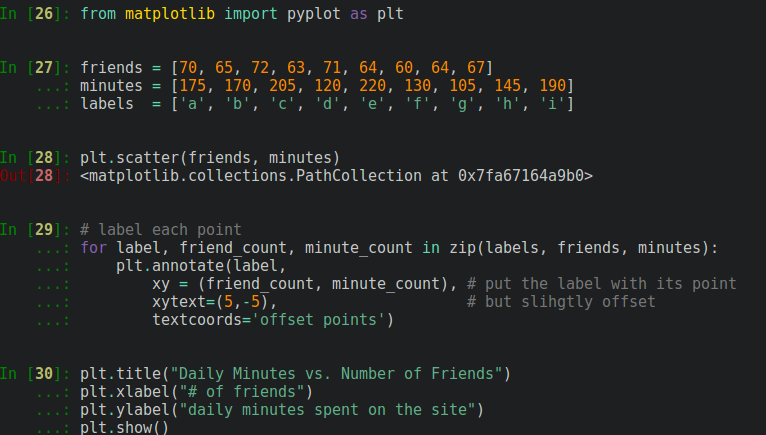 In [26]: from matplotlib import pyplot as plt
In [27]: friends = [70, 65, 72, 63, 71, 64, 60, 64, 67]
    ...: minutes = [175, 170, 205, 120, 220, 130, 105, 145, 190]
    ...: labels  = ['a', 'b', 'c', 'd', 'e', 'f', 'g', 'h', 'i']
In [28]: plt.scatter(friends, minutes)
Out[28]: <matplotlib.collections.PathCollection at 0x7fa67164a9b0>
In [29]: # label each point
    ...: for label, friend_count, minute_count in zip(labels, friends, minutes):
    ...:     plt.annotate(label,
    ...:         xy = (friend_count, minute_count), # put the label with its point
    ...:         xytext=(5,-5),                     # but slihgtly offset
    ...:         textcoords='offset points')
In [30]: plt.title("Daily Minutes vs. Number of Friends")
    ...: plt.xlabel("# of friends")
    ...: plt.ylabel("daily minutes spent on the site")
    ...: plt.show()